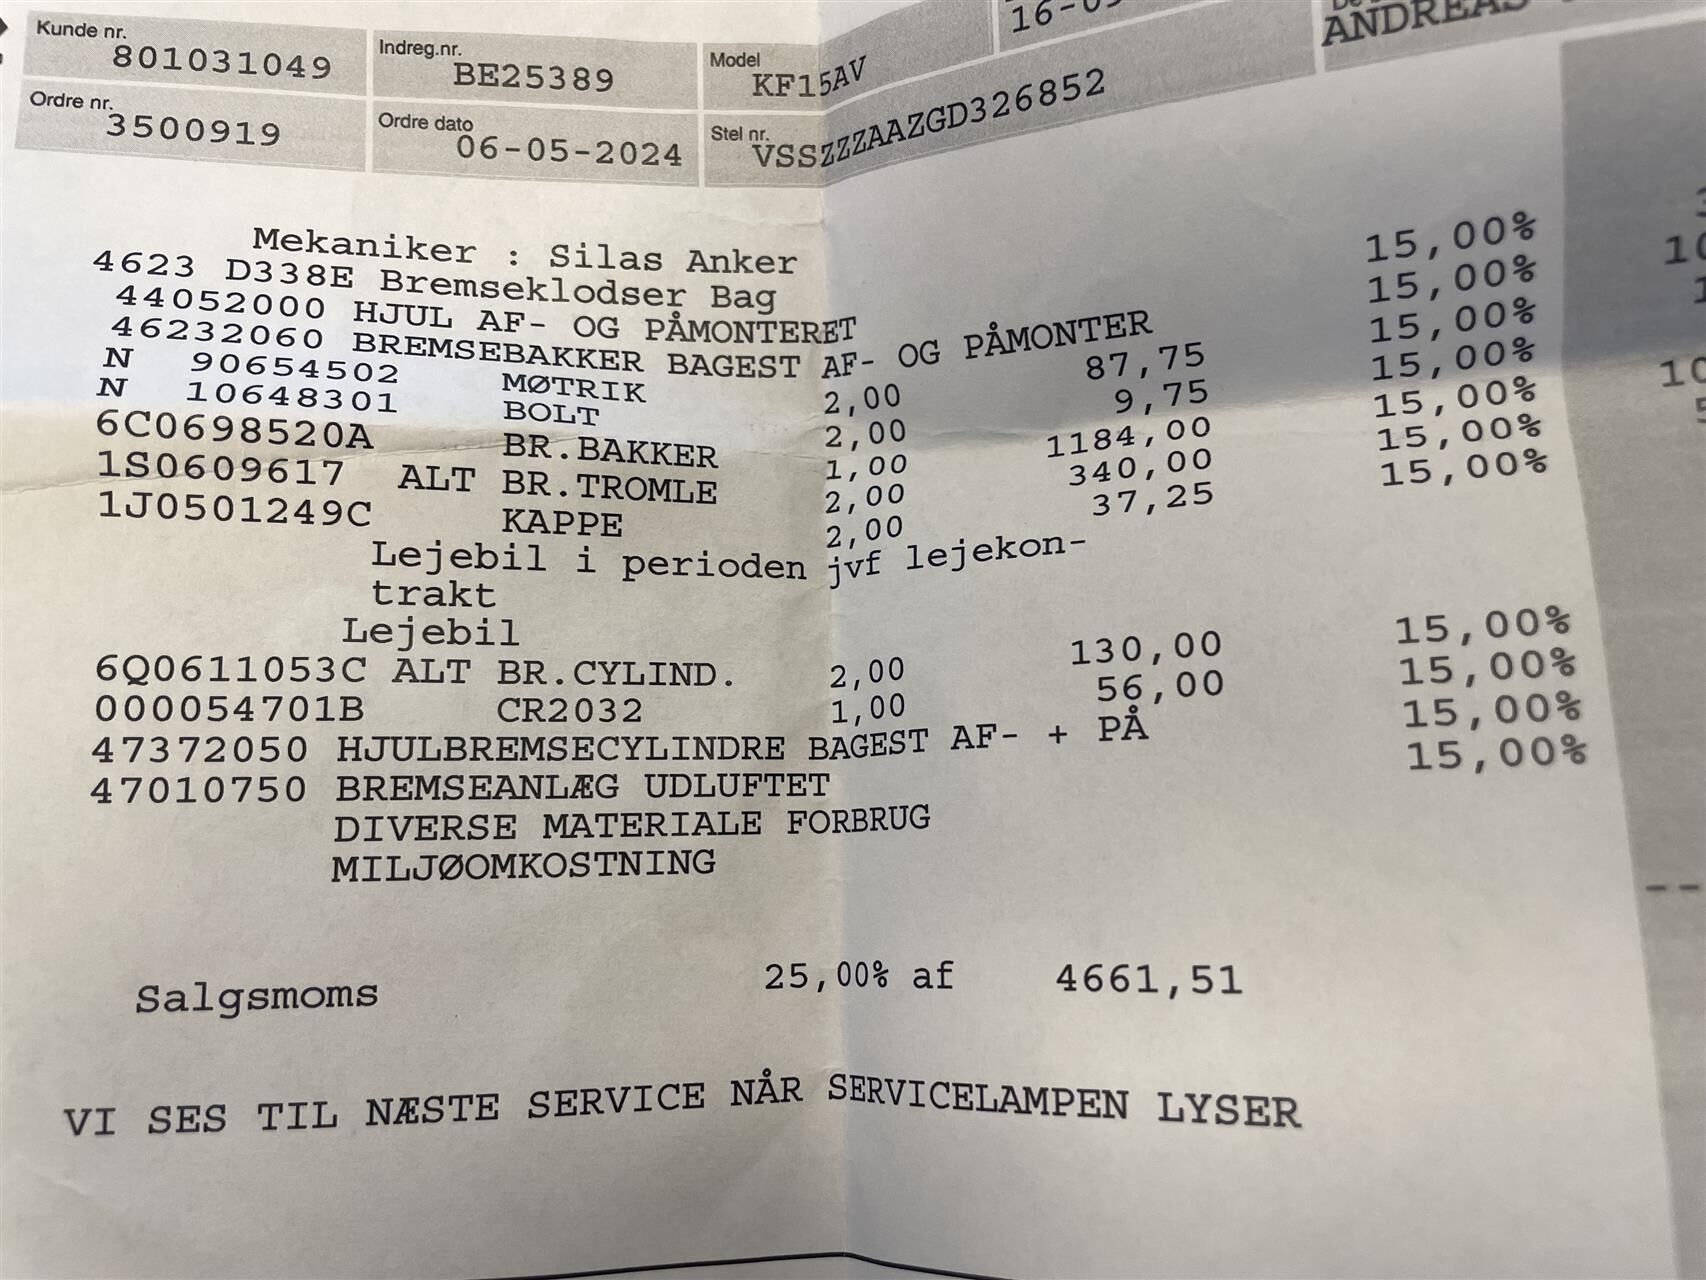 Kunde nr. 801031049 Indreg.nr. BE25389 Model KF15AV
ANDREAS
Ordre nr. 3500919 Ordre dato 06-05-2024 Stel nr. VSSZZZAAZGD326852
Mekaniker : Silas Anker
4623 D338E Bremseklodser Bag 15,00%
44052000 HJUL AF- OG PÅMONTERET 15,00%
46232060 BREMSEBAKKER BAGEST AF- OG PÅMONTER 15,00%
N 90654502 MØTRIK 2,00 87,75 15,00%
N 10648301 BOLT 2,00 9,75 15,00%
6C0698520A BR.BAKKER 1,00 1184,00 15,00%
1S0609617 ALT BR.TROMLE 2,00 340,00 15,00%
1J0501249C KAPPE 2,00 37,25
Lejebil i perioden jvf lejekon-
trakt
Lejebil
6Q0611053C ALT BR.CYLIND. 2,00 130,00 15,00%
000054701B CR2032 1,00 56,00 15,00%
47372050 HJULBREMSECYLINDRE BAGEST AF- + PÅ 15,00%
47010750 BREMSEANLÆG UDLUFTET 15,00%
DIVERSE MATERIALE FORBRUG
MILJØOMKOSTNING
Salgsmoms 25,00% af 4661,51
VI SES TIL NÆSTE SERVICE NÅR SERVICELAMPEN LYSER